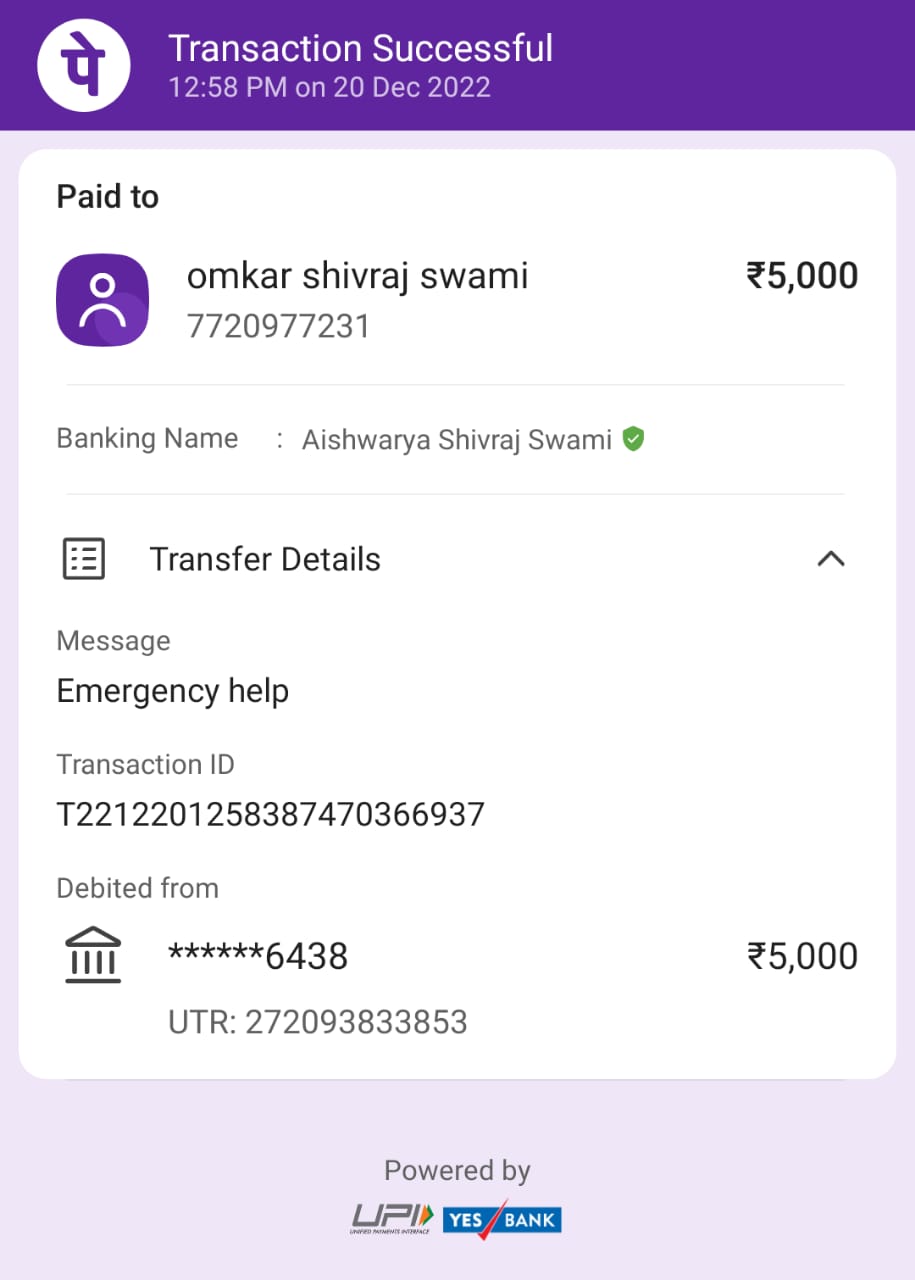 पे
Transaction Successful
12:58 PM on 20 Dec 2022
Paid to
omkar shivraj swami
₹5,000
7720977231
Banking Name : Aishwarya Shivraj Swami
Transfer Details
Message
Emergency help
Transaction ID
T2212201258387470366937
Debited from
******6438
₹5,000
UTR: 272093833853
Powered by
UPI
UNIFIED PAYMENTS INTERFACE
YES BANK